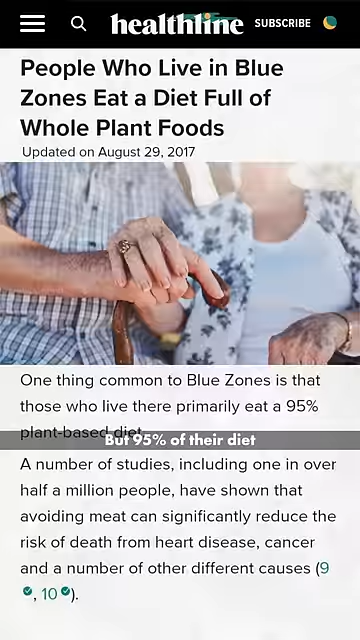 healthline
SUBSCRIBE
People Who Live in Blue
Zones Eat a Diet Full of
Whole Plant Foods
Updated on August 29, 2017
One thing common to Blue Zones is that
those who live there primarily eat a 95%
plant-based diet.
But 95% of their diet
A number of studies, including one in over
half a million people, have shown that
avoiding meat can significantly reduce the
risk of death from heart disease, cancer
and a number of other different causes (9
, 10).